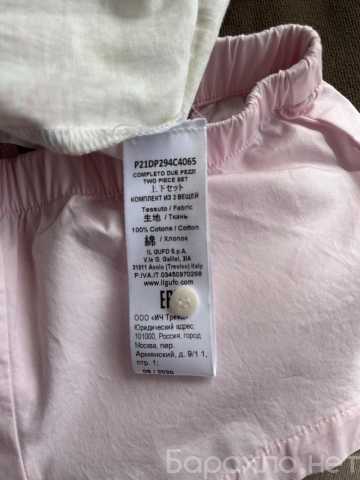 P21DP294C4065
COMPLETO DUE PEZZI
TWO PIECE SET
上下セット
КОМПЛЕКТ ИЗ 2 ВЕЩЕЙ
Tessuto / Fabric
生地 / Ткань
100% Cotone / Cotton
綿 / Хлопок
IL GUFO S.p.A.
V.le G. Galilei, 31A
31011 Asolo (Treviso) Italy
P:IVA.IT 03450970268
www.ilgufo.com
ООО «ИЧ
Юридический адрес:
101000, Россия, город
Москва, пер.
Армянский, д. 9/1 1,
стр. 1;
Барахла.нет